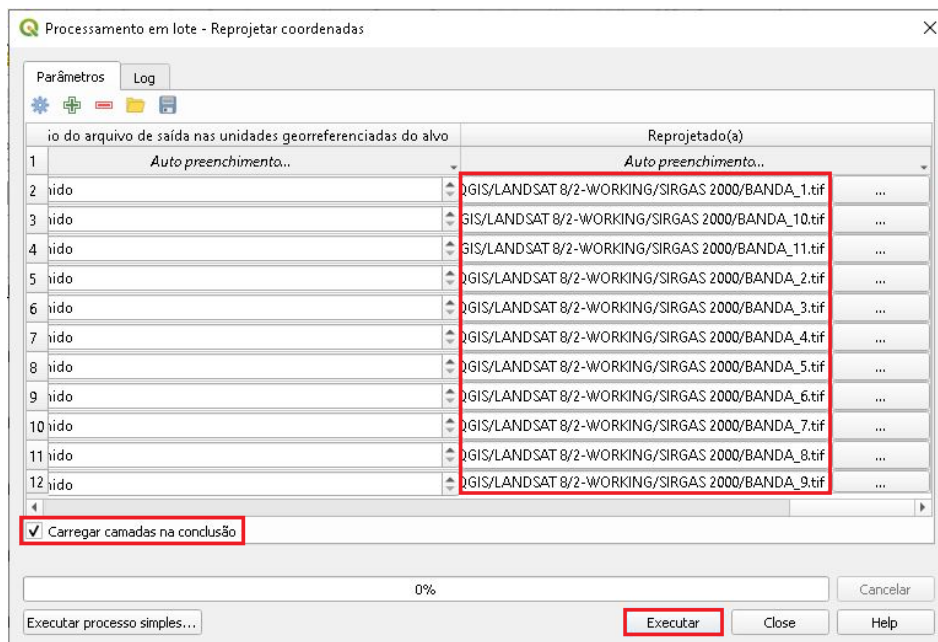 Processamento em lote - Reprojetar coordenadas
Parâmetros Log
io do arquivo de saída nas unidades georreferenciadas do alvo Reprojetado(a)
1 Auto preenchimento... Auto preenchimento...
2 nido QGIS/LANDSAT 8/2-WORKING/SIRGAS 2000/BANDA_1.tif ...
3 nido GIS/LANDSAT 8/2-WORKING/SIRGAS 2000/BANDA_10.tif ...
4 nido GIS/LANDSAT 8/2-WORKING/SIRGAS 2000/BANDA_11.tif ...
5 nido QGIS/LANDSAT 8/2-WORKING/SIRGAS 2000/BANDA_2.tif ...
6 nido QGIS/LANDSAT 8/2-WORKING/SIRGAS 2000/BANDA_3.tif ...
7 nido QGIS/LANDSAT 8/2-WORKING/SIRGAS 2000/BANDA_4.tif ...
8 nido QGIS/LANDSAT 8/2-WORKING/SIRGAS 2000/BANDA_5.tif ...
9 nido QGIS/LANDSAT 8/2-WORKING/SIRGAS 2000/BANDA_6.tif ...
10 nido QGIS/LANDSAT 8/2-WORKING/SIRGAS 2000/BANDA_7.tif ...
11 nido QGIS/LANDSAT 8/2-WORKING/SIRGAS 2000/BANDA_8.tif ...
12 nido QGIS/LANDSAT 8/2-WORKING/SIRGAS 2000/BANDA_9.tif ...
Carregar camadas na conclusão
0% Cancelar
Executar processo simples... Executar Close Help